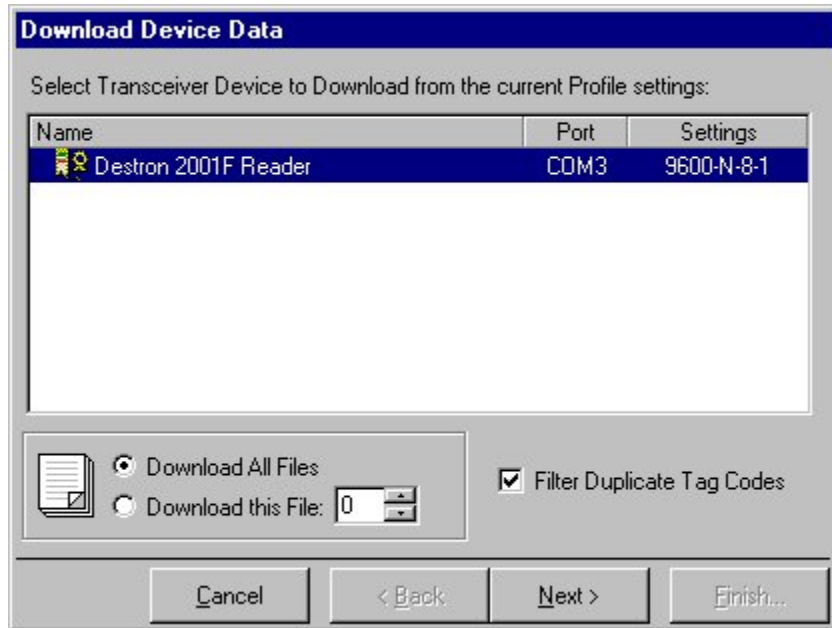 Download Device Data
Select Transceiver Device to Download from the current Profile settings:
Name Port Settings
Destron 2001F Reader COM3 9600-N-8-1
Download All Files
Download this File: 0
Filter Duplicate Tag Codes
Cancel < Back Next > Finish...